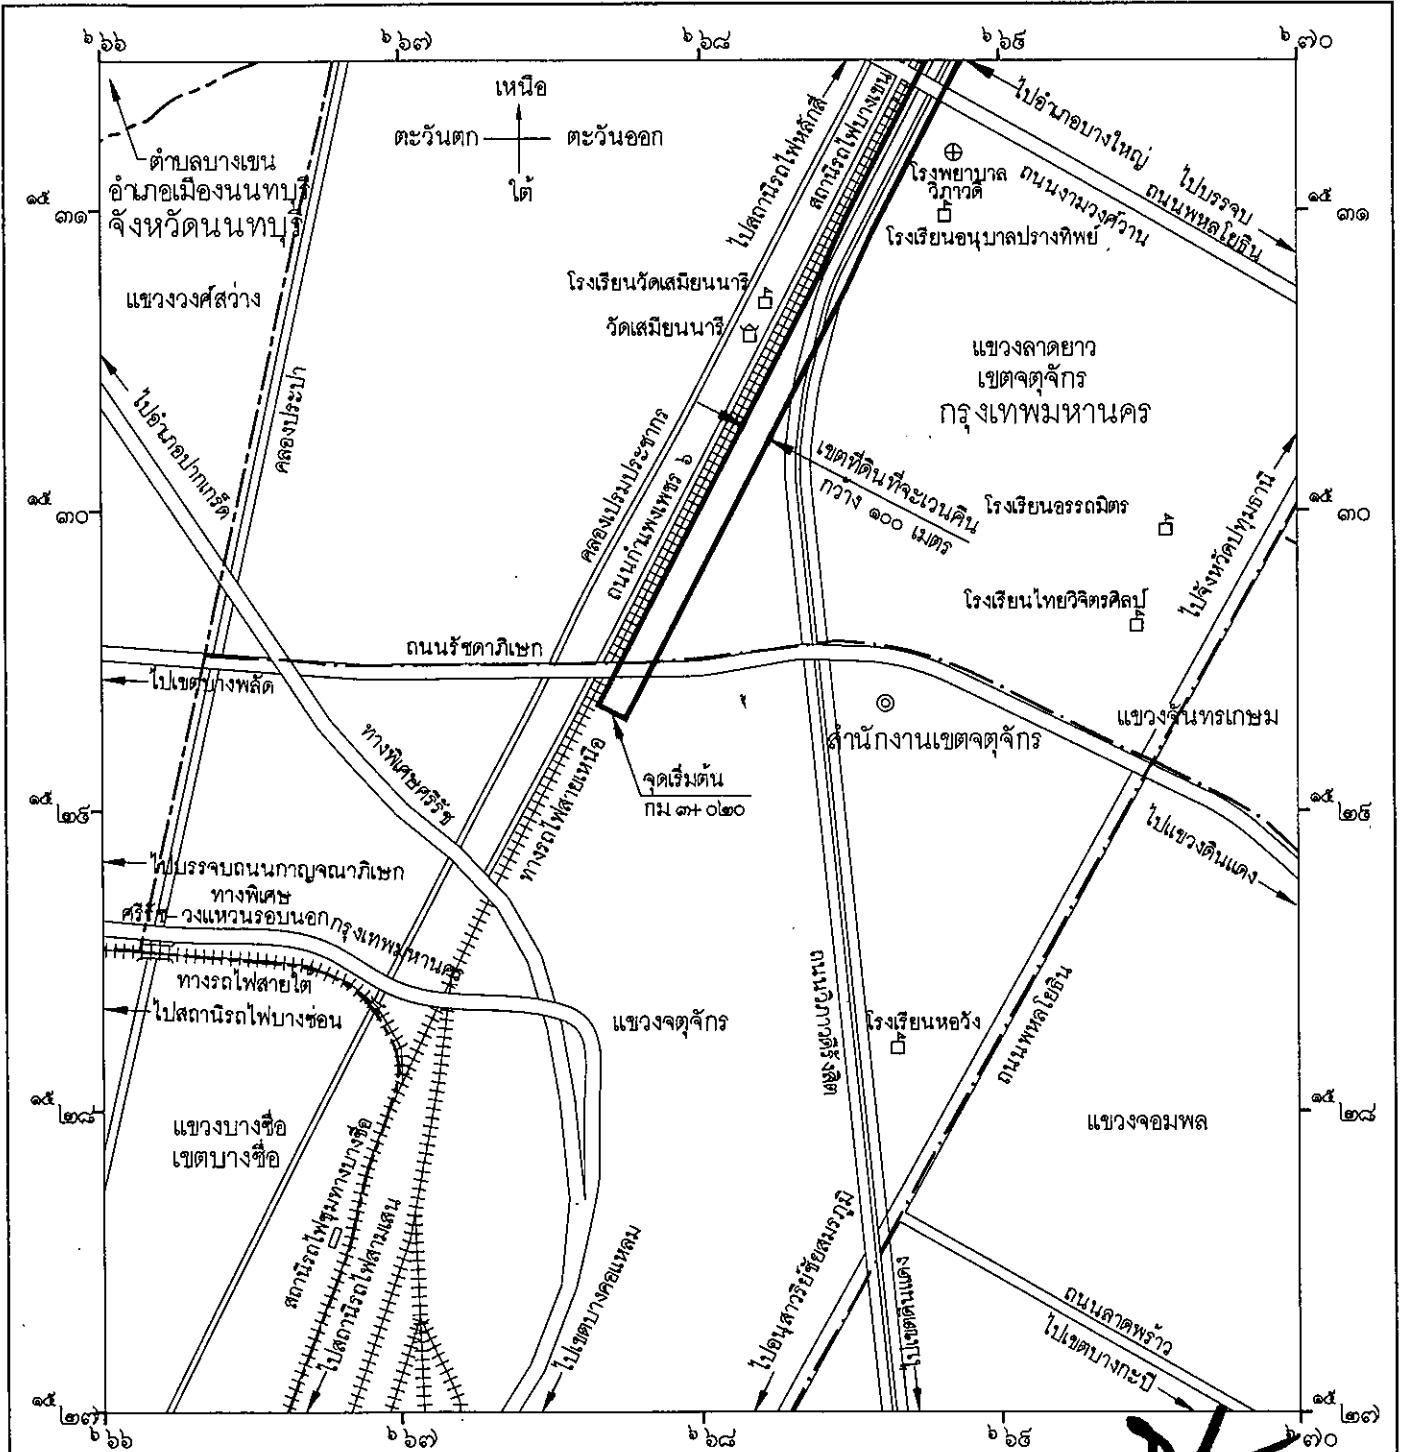 ๖๖๖ ๖๖๗ ๖๖๘ ๖๖๙ ๖๗๐
เหนือ
ตะวันตก ตะวันออก
ใต้
ตำบลบางเขน
อำเภอเมืองนนทบุรี
จังหวัดนนทบุรี
ไปสถานีรถไฟหลักสี่
สถานีรถไฟบางเขน
ไปอำเภอบางใหญ่
ไปบรรจบ
ถนนพหลโยธิน
ถนนงามวงศ์วาน
โรงพยาบาล
วิภาวดี
โรงเรียนอนุบาลปรางทิพย์
๑๕๓๑ ๑๕๓๑
แขวงวงศ์สว่าง
โรงเรียนวัดเสมียนนารี
วัดเสมียนนารี
แขวงลาดยาว
เขตจตุจักร
กรุงเทพมหานคร
ไปอำเภอปากเกร็ด
คลองประปา
คลองเปรมประชากร
ถนนกำแพงเพชร ๖
เขตที่ดินที่จะเวนคืน
กว้าง ๑๐๐ เมตร
โรงเรียนอรรถมิตร
ไปจังหวัดปทุมธานี
๑๕๓๐ ๑๕๓๐
โรงเรียนไทยวิจิตรศิลป์
ถนนรัชดาภิเษก
ไปเขตบางพลัด
แขวงจันทรเกษม
สำนักงานเขตจตุจักร
ทางพิเศษศรีรัช
ทางรถไฟสายเหนือ
จุดเริ่มต้น
กม ๓+๐๒๐
๑๕๒๙ ๑๕๒๙
ไปแขวงดินแดง
ไปบรรจบถนนกาญจณาภิเษก
ทางพิเศษ
ศรีรัช-วงแหวนรอบนอกกรุงเทพมหานคร
ทางรถไฟสายใต้
ไปสถานีรถไฟบางซ่อน
แขวงจตุจักร
ถนนวิภาวดีรังสิต
โรงเรียนหอวัง
ถนนพหลโยธิน
๑๕๒๘ ๑๕๒๘
แขวงบางซื่อ
เขตบางซื่อ
แขวงจอมพล
สถานีรถไฟชุมทางบางซื่อ
ไปสถานีรถไฟสามเสน
ไปเขตบางคอแหลม
ไปอนุสาวรีย์ชัยสมรภูมิ
ไปเขตดินแดง
ถนนลาดพร้าว
ไปเขตบางกะปิ
๑๕๒๗ ๑๕๒๗
๖๖๖ ๖๖๗ ๖๖๘ ๖๖๙ ๖๗๐